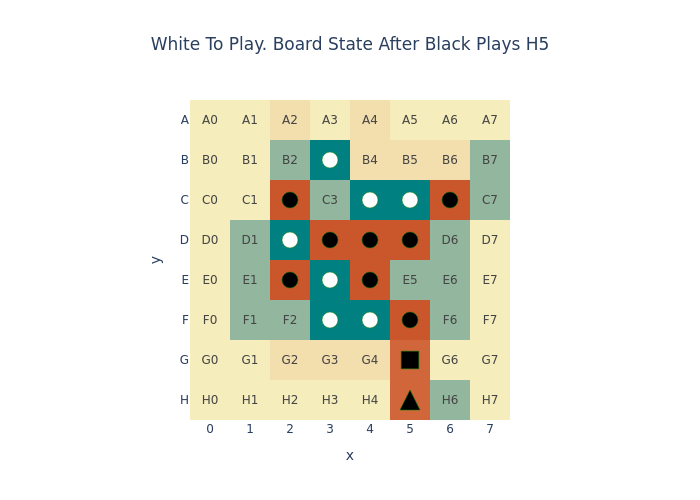 White To Play. Board State After Black Plays H5
A A0 A1 A2 A3 A4 A5 A6 A7
B B0 B1 B2 B4 B5 B6 B7
C C0 C1 C3 C7
D D0 D1 D6 D7
y
E E0 E1 E5 E6 E7
F F0 F1 F2 F6 F7
G G0 G1 G2 G3 G4 G6 G7
H H0 H1 H2 H3 H4 H6 H7
0 1 2 3 4 5 6 7
x